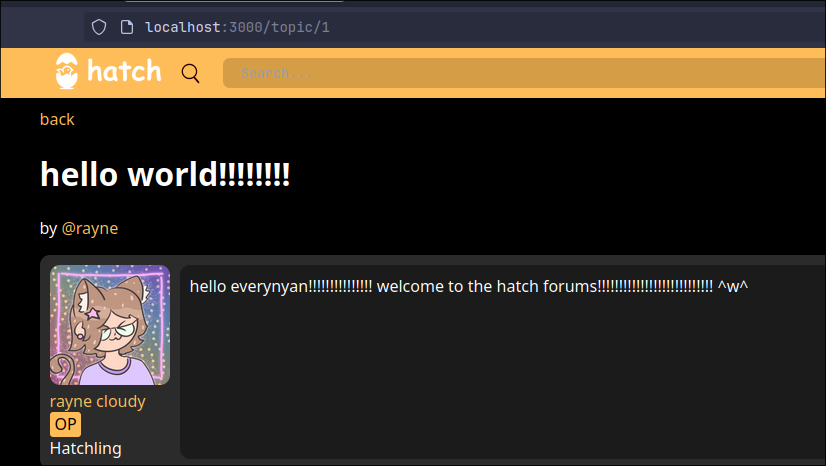 localhost:3000/topic/1
hatch
Search...
back
hello world!!!!!!!!
by @rayne
hello everynyan!!!!!!!!!!!!!!! welcome to the hatch forums!!!!!!!!!!!!!!!!!!!!!!!!!!! ^w^
rayne cloudy
OP
Hatchling